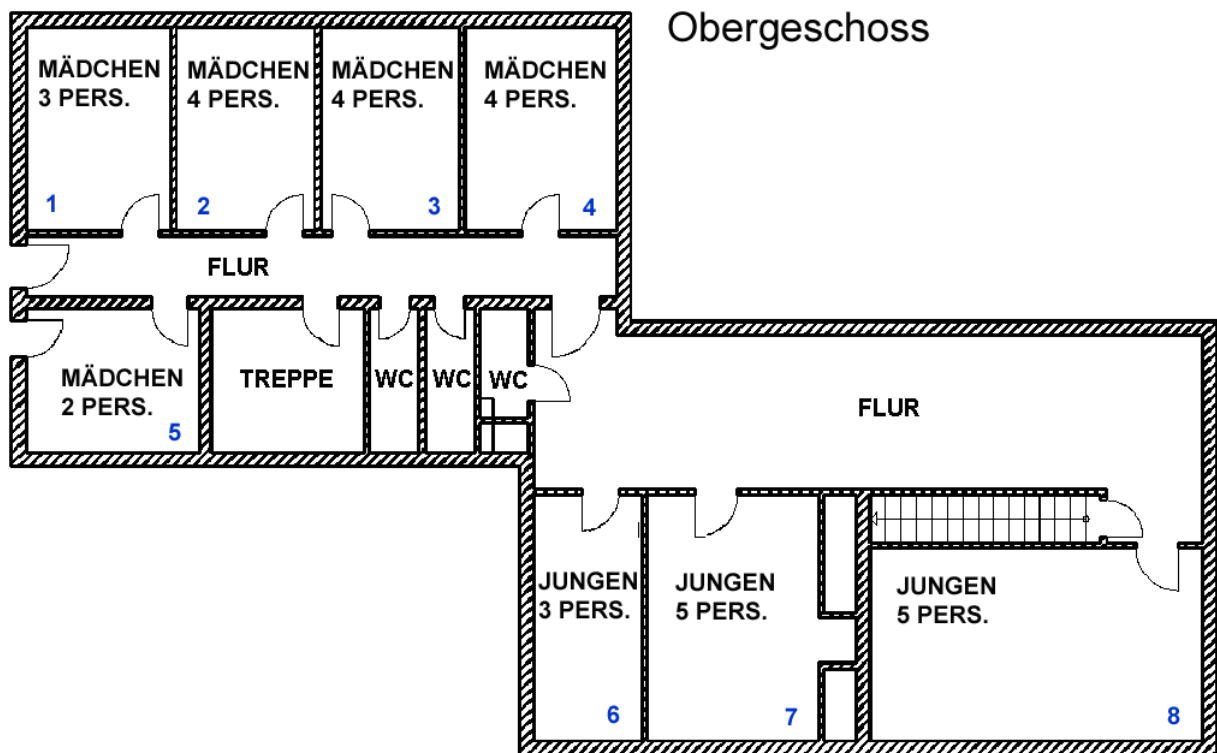 Obergeschoss
MÄDCHEN
3 PERS.
1
MÄDCHEN
4 PERS.
2
MÄDCHEN
4 PERS.
3
MÄDCHEN
4 PERS.
4
FLUR
MÄDCHEN
2 PERS.
5
TREPPE
WC
WC
WC
FLUR
JUNGEN
3 PERS.
6
JUNGEN
5 PERS.
7
JUNGEN
5 PERS.
8